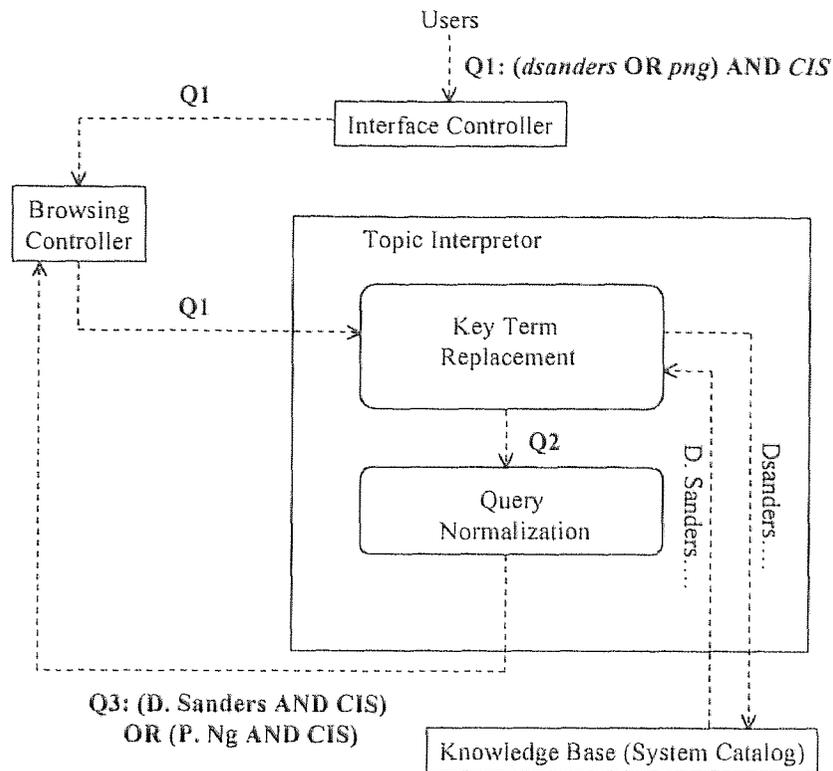 Users
Q1: (dsanders OR png) AND CIS
Q1
Interface Controller
Browsing
Controller
Topic Interpretor
Q1
Key Term
Replacement
Q2
D. Sanders....
Dsanders....
Query
Normalization
Q3: (D. Sanders AND CIS)
OR (P. Ng AND CIS)
Knowledge Base (System Catalog)